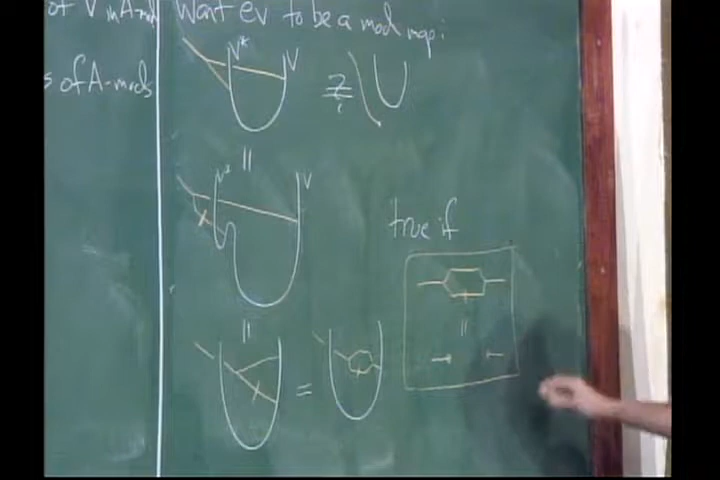 of V in A-mod
s of A-mods
Want ev to be a mod map:
V* V
?
=
V* V
=
true if
=
=